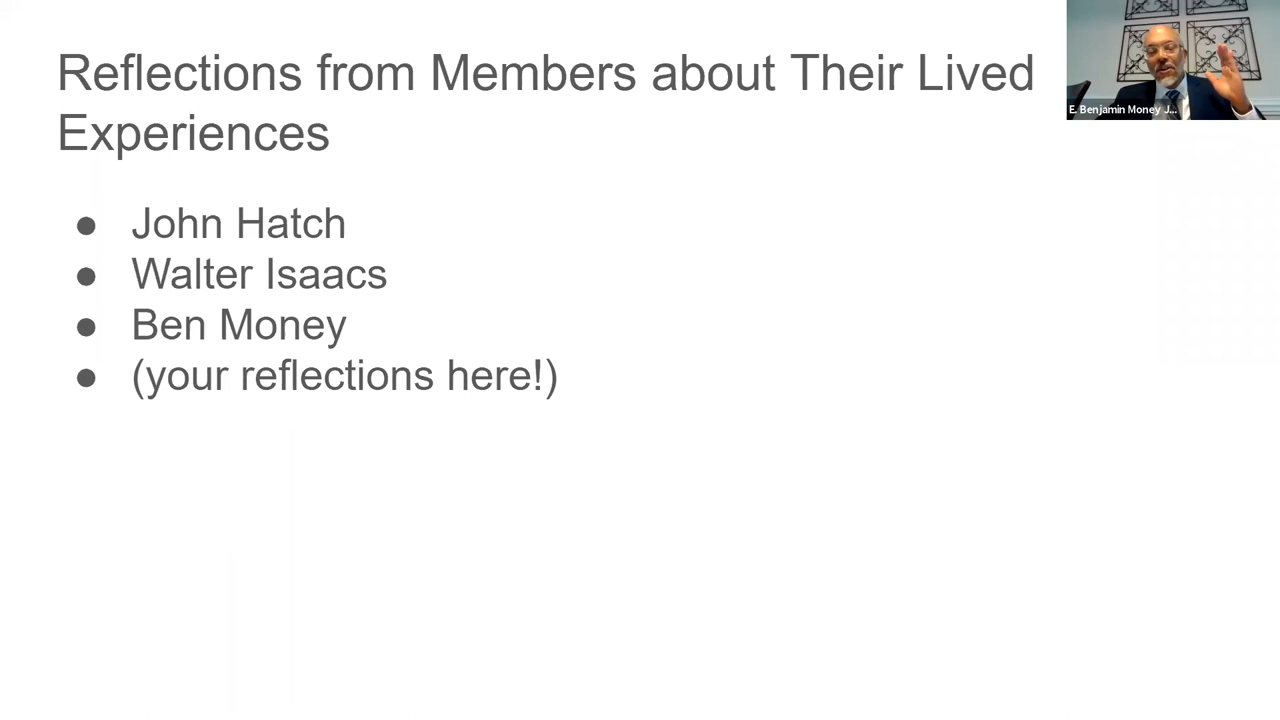 Reflections from Members about Their Lived
Experiences
● John Hatch
● Walter Isaacs
● Ben Money
● (your reflections here!)
E. Benjamin Money J...